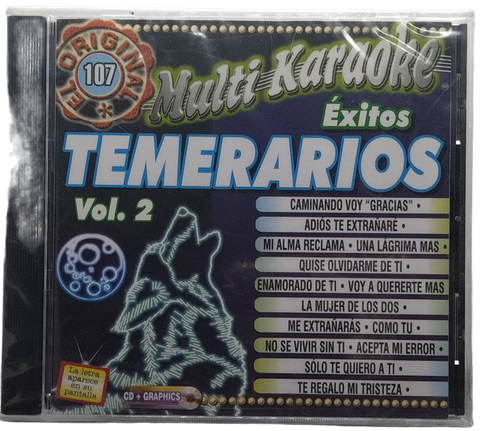 EL ORIGINAL
107
Multi Karaoke
Éxitos
TEMERARIOS
Vol. 2
CAMINANDO VOY "GRACIAS" •
ADIÓS TE EXTRAÑARÉ •
MI ALMA RECLAMA • UNA LÁGRIMA MAS •
QUISE OLVIDARME DE TI •
ENAMORADO DE TI • VOY A QUERERTE MAS
LA MUJER DE LOS DOS •
ME EXTRAÑARÁS • COMO TU •
NO SE VIVIR SIN TI • ACEPTA MI ERROR •
SÓLO TE QUIERO A TI •
TE REGALO MI TRISTEZA •
La letra
aparece
en su
pantalla
CD + GRAPHICS